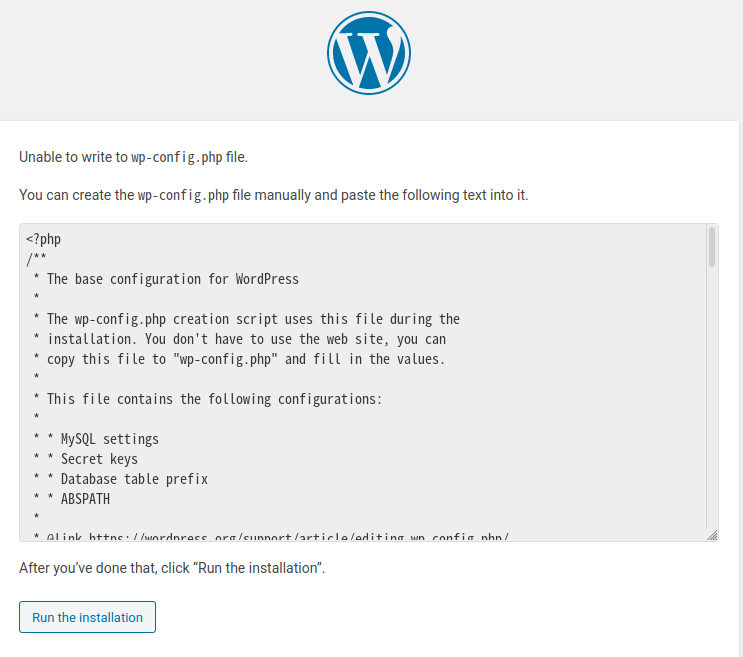 Unable to write to wp-config.php file.
You can create the wp-config.php file manually and paste the following text into it.
<?php
/**
 * The base configuration for WordPress
 *
 * The wp-config.php creation script uses this file during the
 * installation. You don't have to use the web site, you can
 * copy this file to "wp-config.php" and fill in the values.
 *
 * This file contains the following configurations:
 *
 * * MySQL settings
 * * Secret keys
 * * Database table prefix
 * * ABSPATH
 *
 * @link https://wordpress.org/support/article/editing-wp-config.php/
After you’ve done that, click “Run the installation”.
Run the installation